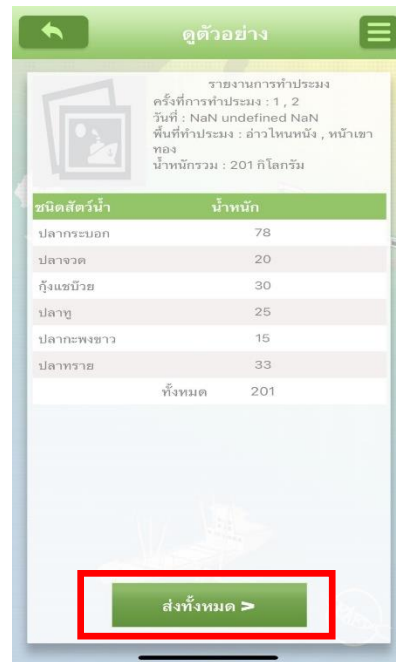 ดูตัวอย่าง
รายงานการทำประมง
ครั้งที่การทำประมง : 1 , 2
วันที่ : NaN undefined NaN
พื้นที่ทำประมง : อ่าวไหนหนัง , หน้าเขา
ทอง
น้ำหนักรวม : 201 กิโลกรัม
ชนิดสัตว์น้ำ น้ำหนัก
ปลากระบอก 78
ปลาจวด 20
กุ้งแชบ๊วย 30
ปลาทู 25
ปลากะพงขาว 15
ปลาทราย 33
ทั้งหมด 201
ส่งทั้งหมด >